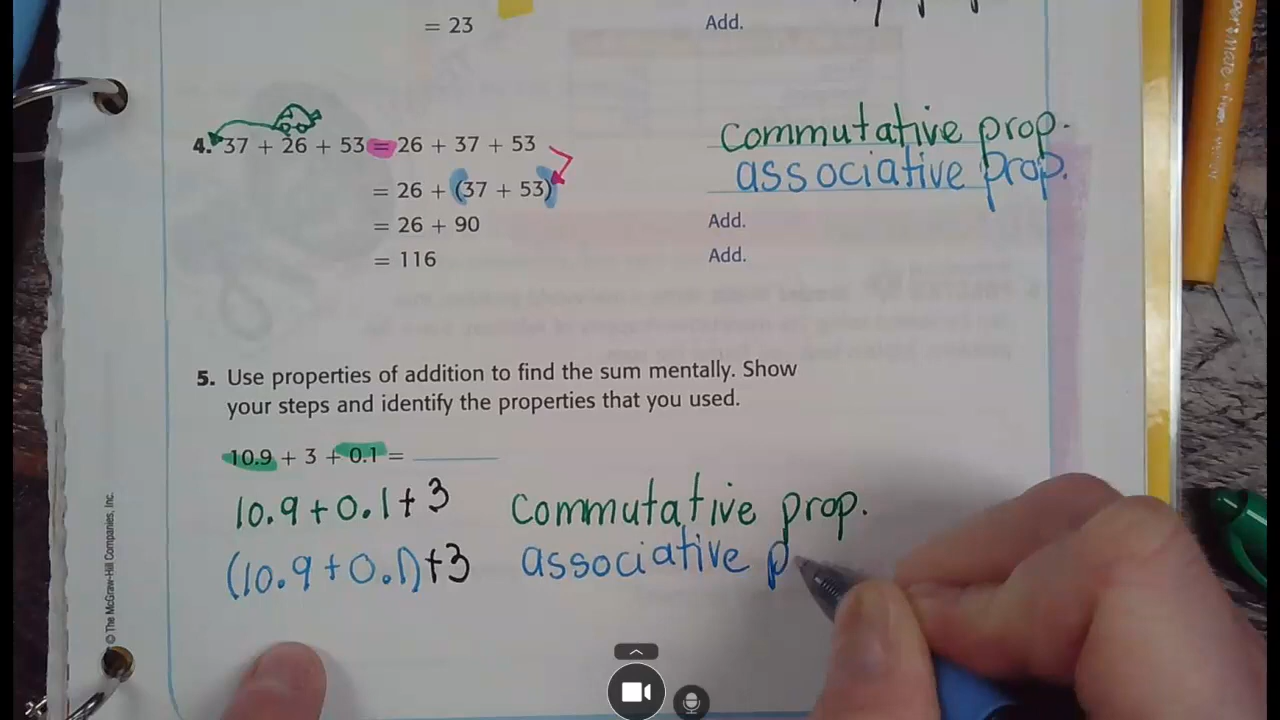 = 23 Add.
4. 37 + 26 + 53 = 26 + 37 + 53 commutative prop.
= 26 + (37 + 53) associative prop.
= 26 + 90 Add.
= 116 Add.
5. Use properties of addition to find the sum mentally. Show
your steps and identify the properties that you used.
10.9 + 3 + 0.1 =
10.9 + 0.1 + 3 commutative prop.
(10.9 + 0.1) + 3 associative p
© The McGraw-Hill Companies, Inc.